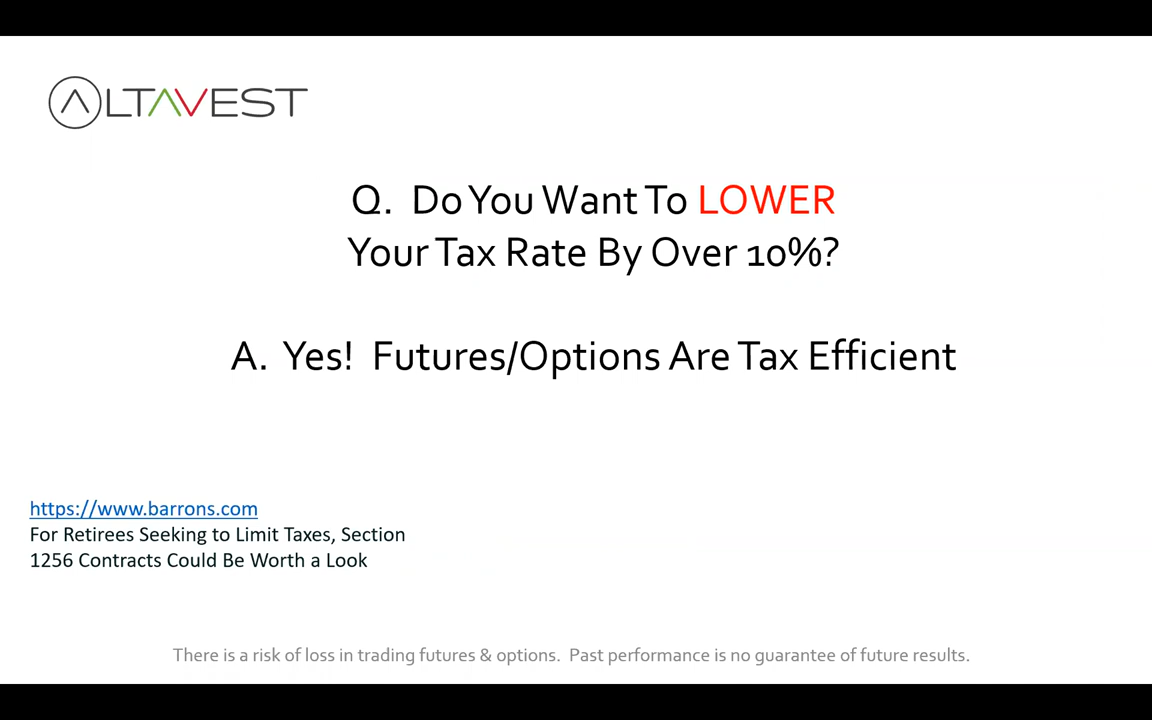 ALTAVEST
Q. Do You Want To LOWER
Your Tax Rate By Over 10%?
A. Yes! Futures/Options Are Tax Efficient
https://www.barrons.com
For Retirees Seeking to Limit Taxes, Section
1256 Contracts Could Be Worth a Look
There is a risk of loss in trading futures & options. Past performance is no guarantee of future results.